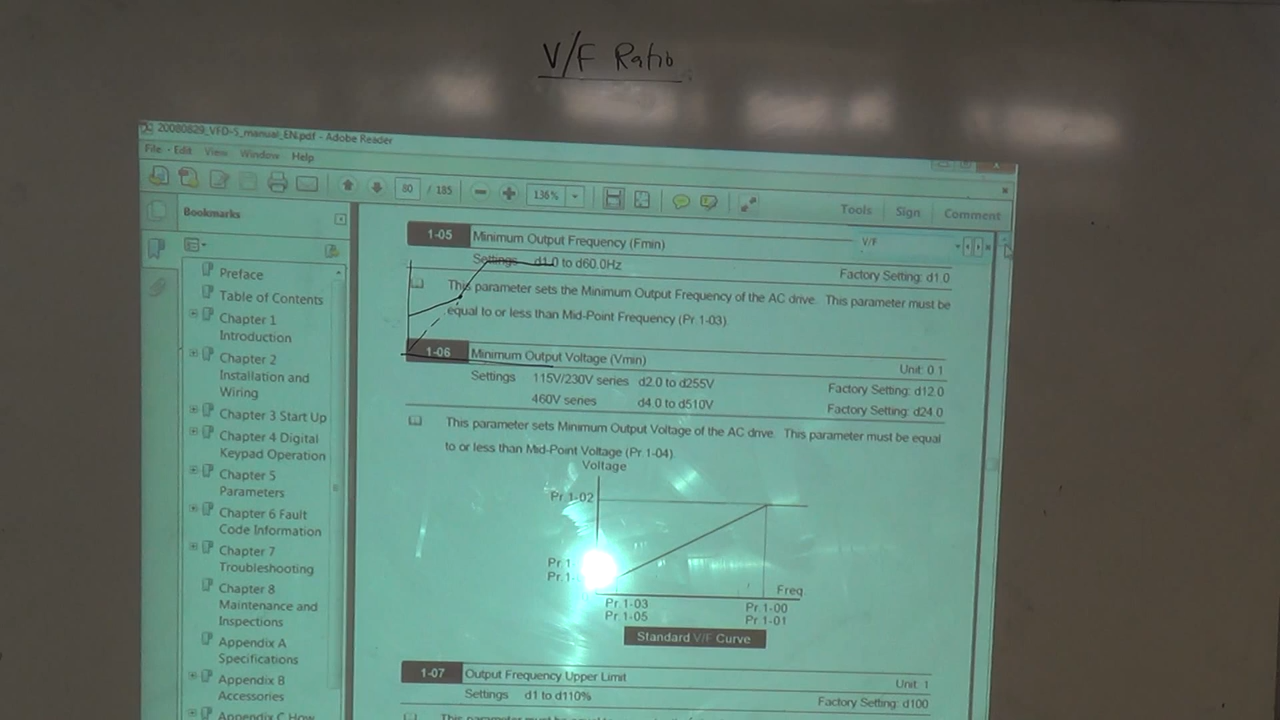 V/F Ratio
20080829_VFD-S_manual_EN.pdf - Adobe Reader
File Edit View Window Help
80 / 185 136% Tools Sign Comment
Bookmarks
V/F
Preface
Table of Contents
Chapter 1
Introduction
Chapter 2
Installation and
Wiring
Chapter 3 Start Up
Chapter 4 Digital
Keypad Operation
Chapter 5
Parameters
Chapter 6 Fault
Code Information
Chapter 7
Troubleshooting
Chapter 8
Maintenance and
Inspections
Appendix A
Specifications
Appendix B
Accessories
Appendix C How
1-05 Minimum Output Frequency (Fmin)
Settings d1.0 to d60.0Hz Factory Setting: d1.0
This parameter sets the Minimum Output Frequency of the AC drive. This parameter must be
equal to or less than Mid-Point Frequency (Pr.1-03).
1-06 Minimum Output Voltage (Vmin) Unit: 0.1
Settings 115V/230V series d2.0 to d255V Factory Setting: d12.0
460V series d4.0 to d510V Factory Setting: d24.0
This parameter sets Minimum Output Voltage of the AC drive. This parameter must be equal
to or less than Mid-Point Voltage (Pr.1-04).
Voltage
Pr.1-02
Pr.1
Pr.1-
Freq.
Pr.1-03 Pr.1-00
Pr.1-05 Pr.1-01
Standard V/F Curve
1-07 Output Frequency Upper Limit Unit: 1
Settings d1 to d110% Factory Setting: d100